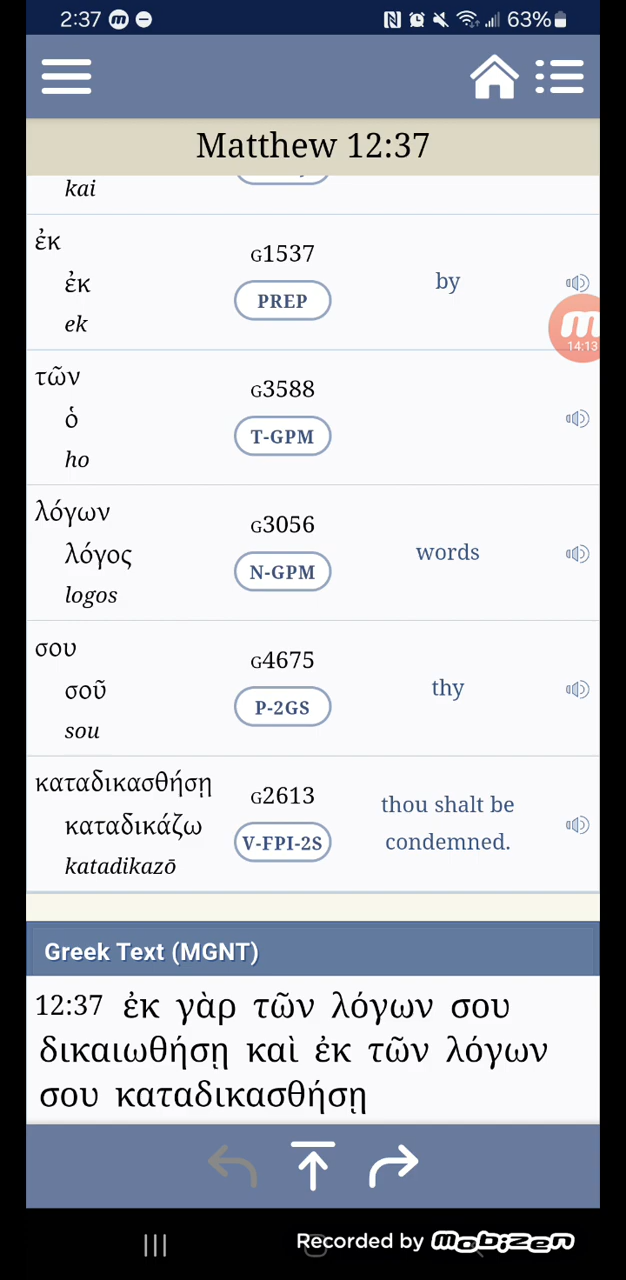 2:37 63%
Matthew 12:37
kai
ἐκ
G1537
ἐκ
by
PREP
ek
14:13
τῶν
G3588
ὁ
T-GPM
ho
λόγων
G3056
λόγος
words
N-GPM
logos
σου
G4675
σοῦ
thy
P-2GS
sou
καταδικασθήσῃ
G2613
thou shalt be
καταδικάζω
condemned.
V-FPI-2S
katadikazō
Greek Text (MGNT)
12:37 ἐκ γὰρ τῶν λόγων σου
δικαιωθήσῃ καὶ ἐκ τῶν λόγων
σου καταδικασθήσῃ
Recorded by mobizen